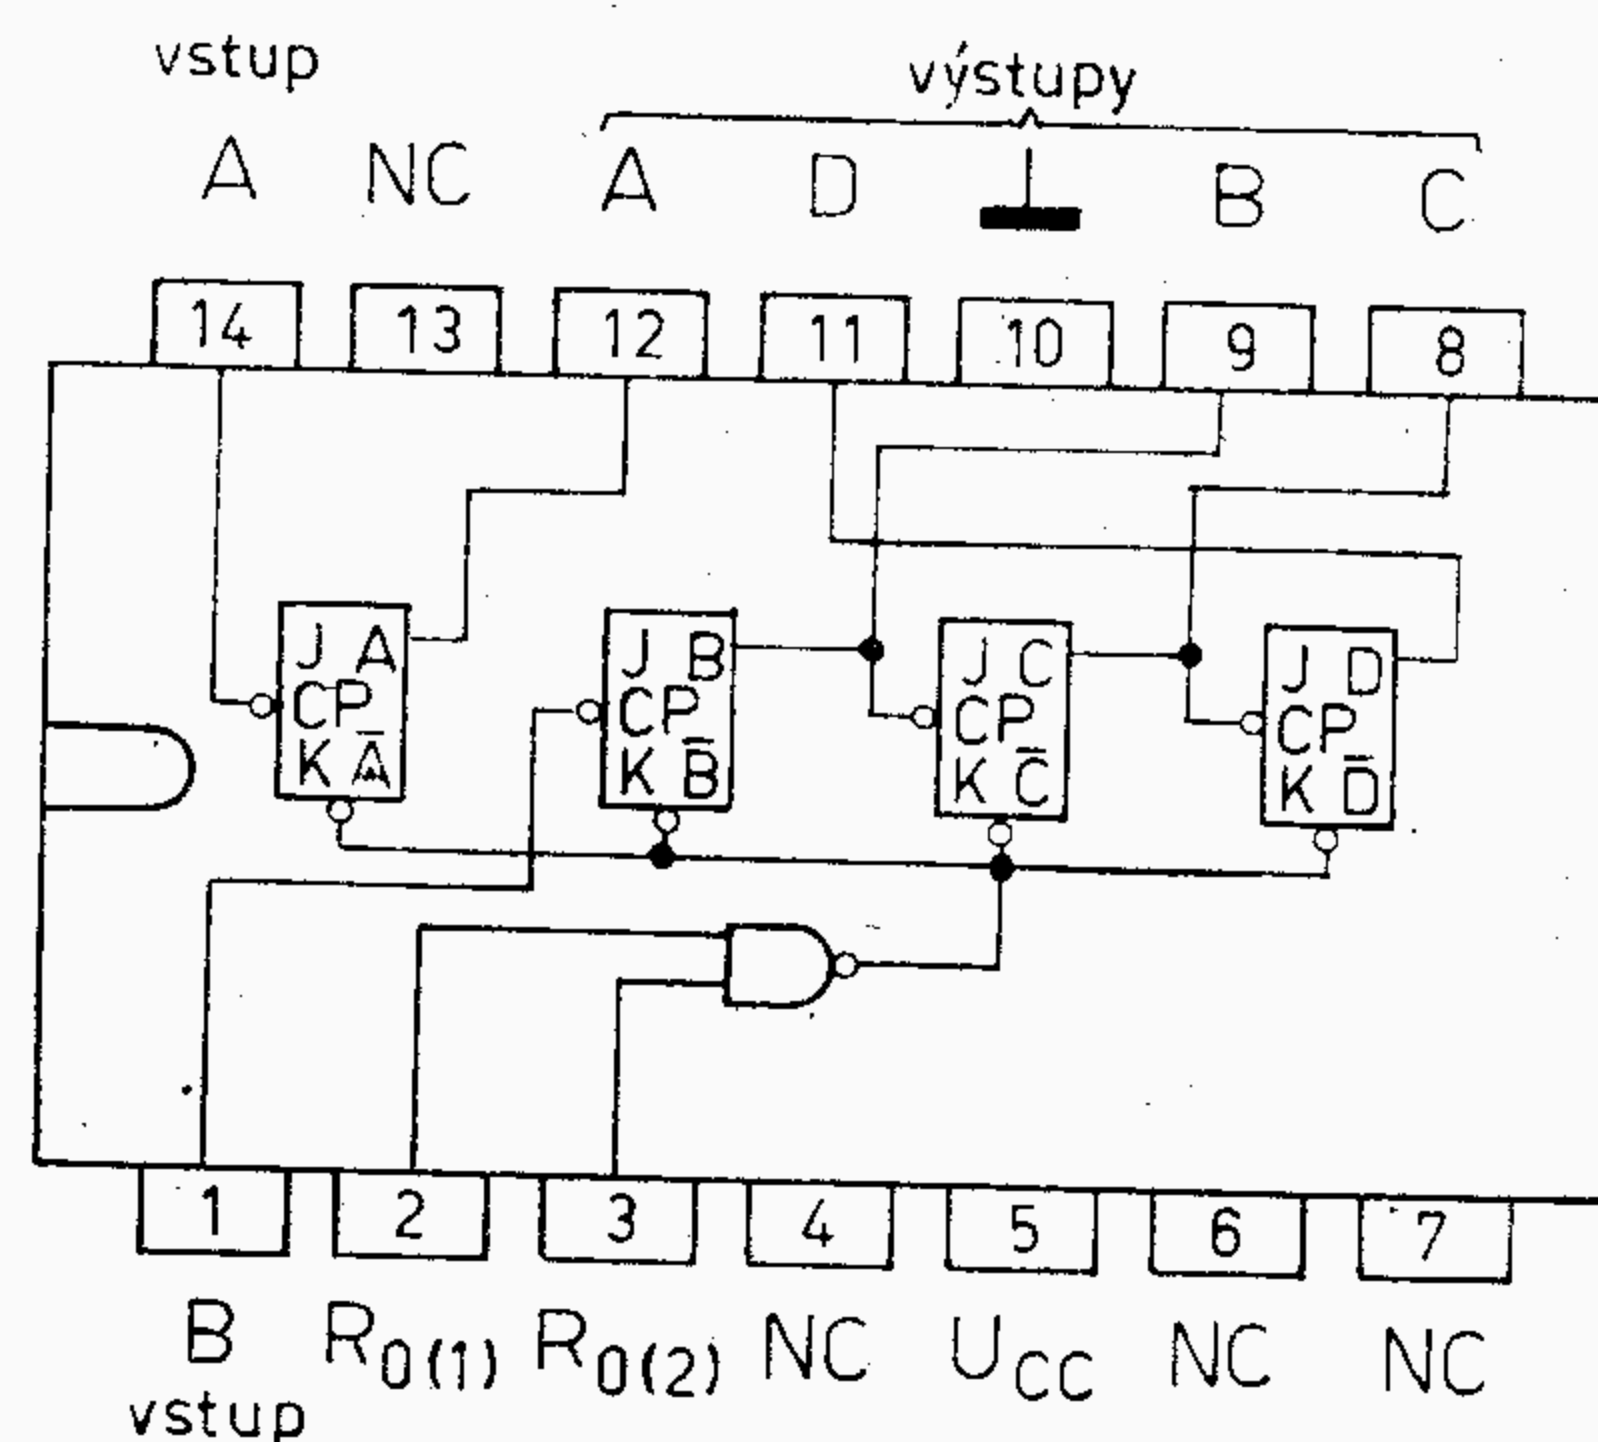 vstup výstupy
A NC A D B C
14 13 12 11 10 9 8
J A J B J C J D
CP CP CP CP
K A̅ K B̅ K C̅ K D̅
1 2 3 4 5 6 7
B R0(1) R0(2) NC UCC NC NC
vstup